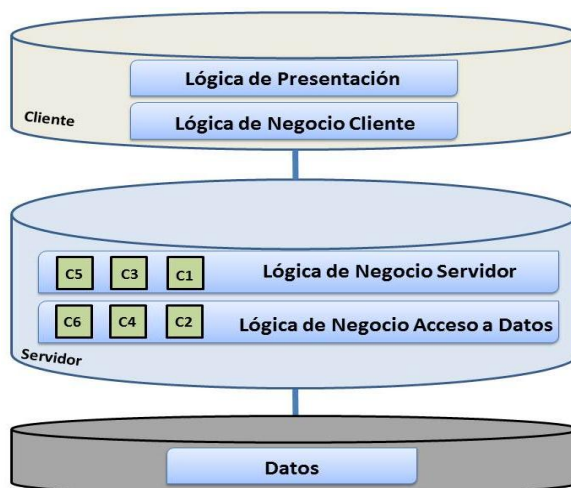 Lógica de Presentación
Lógica de Negocio Cliente
Cliente
C5 C3 C1 Lógica de Negocio Servidor
C6 C4 C2 Lógica de Negocio Acceso a Datos
Servidor
Datos